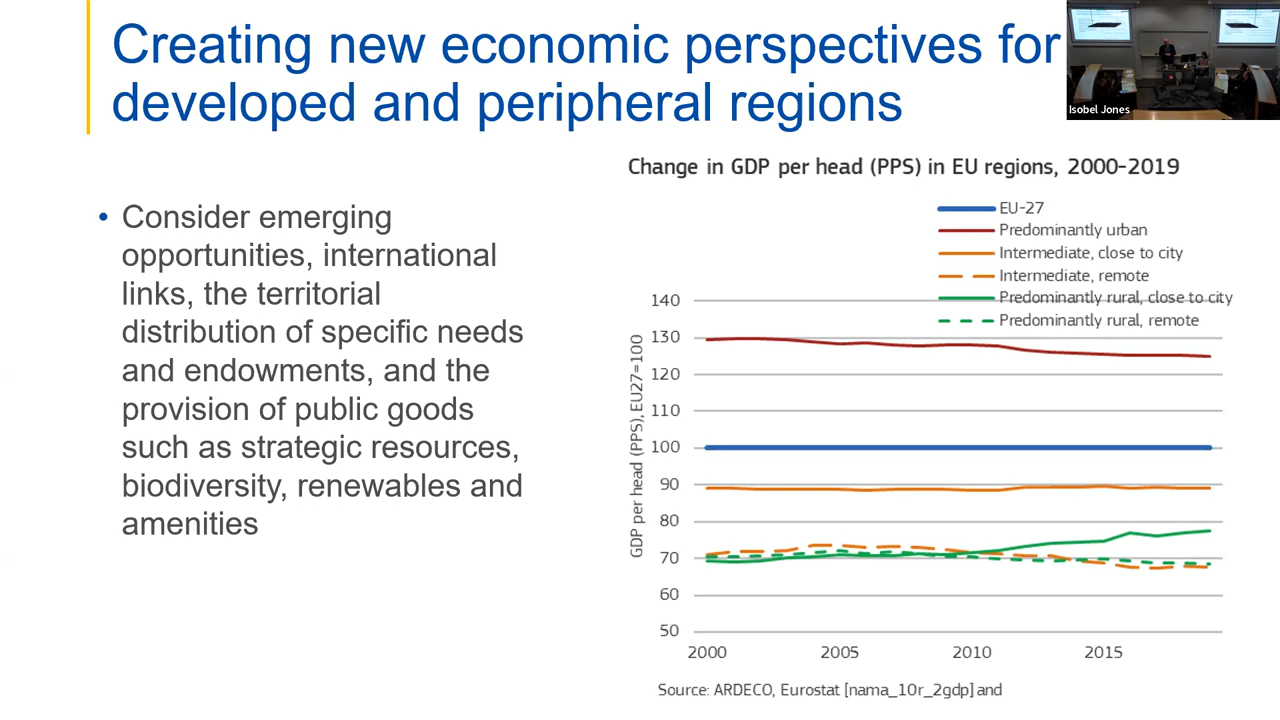 Creating new economic perspectives for
developed and peripheral regions
Isobel Jones
• Consider emerging
opportunities, international
links, the territorial
distribution of specific needs
and endowments, and the
provision of public goods
such as strategic resources,
biodiversity, renewables and
amenities
Change in GDP per head (PPS) in EU regions, 2000-2019
EU-27
Predominantly urban
Intermediate, close to city
Intermediate, remote
Predominantly rural, close to city
Predominantly rural, remote
GDP per head (PPS), EU27=100
140
130
120
110
100
90
80
70
60
50
2000 2005 2010 2015
Source: ARDECO, Eurostat [nama_10r_2gdp] and